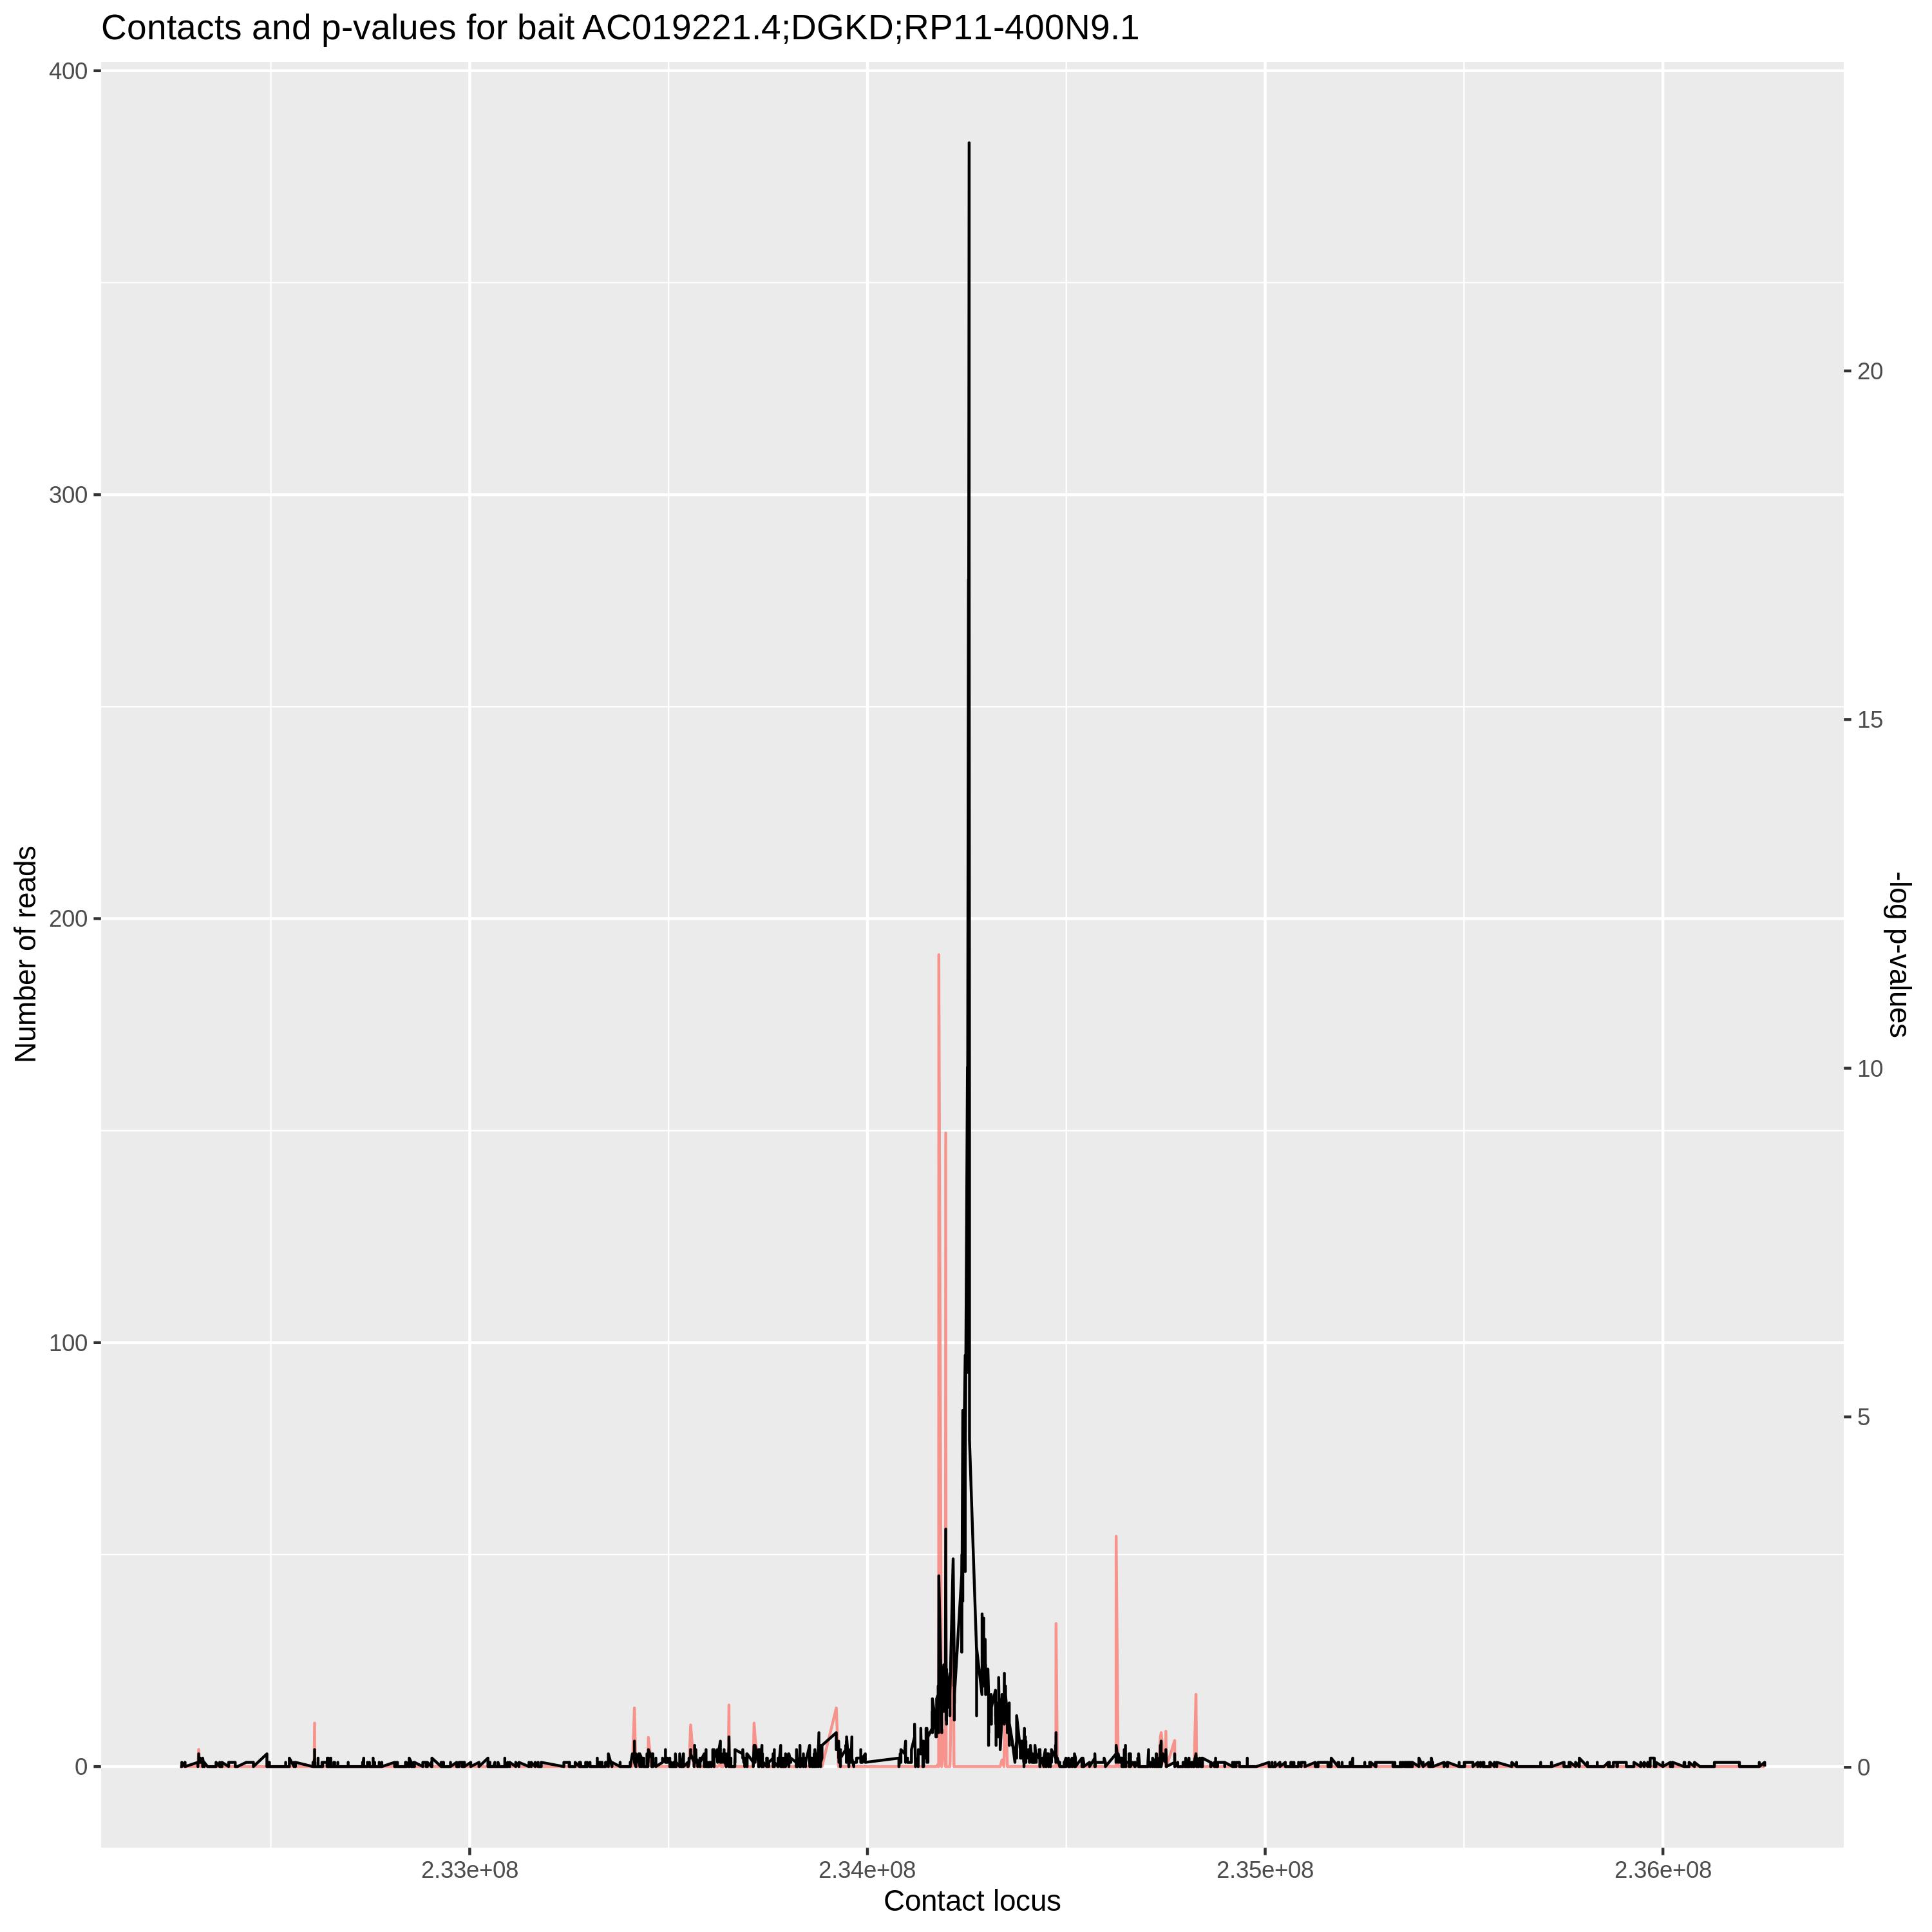 Contacts and p-values for bait AC019221.4;DGKD;RP11-400N9.1
400
300
200
100
0
Number of reads
20
15
10
5
0
-log p-values
2.33e+08
2.34e+08
2.35e+08
2.36e+08
Contact locus